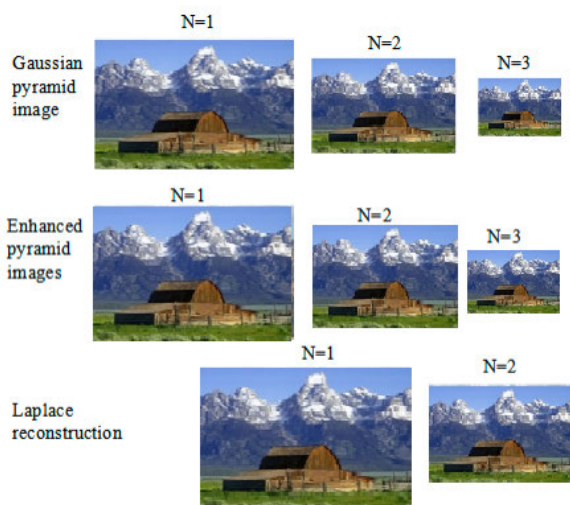 N=1
N=2
N=3
Gaussian
pyramid
image
N=1
N=2
N=3
Enhanced
pyramid
images
N=1
N=2
Laplace
reconstruction